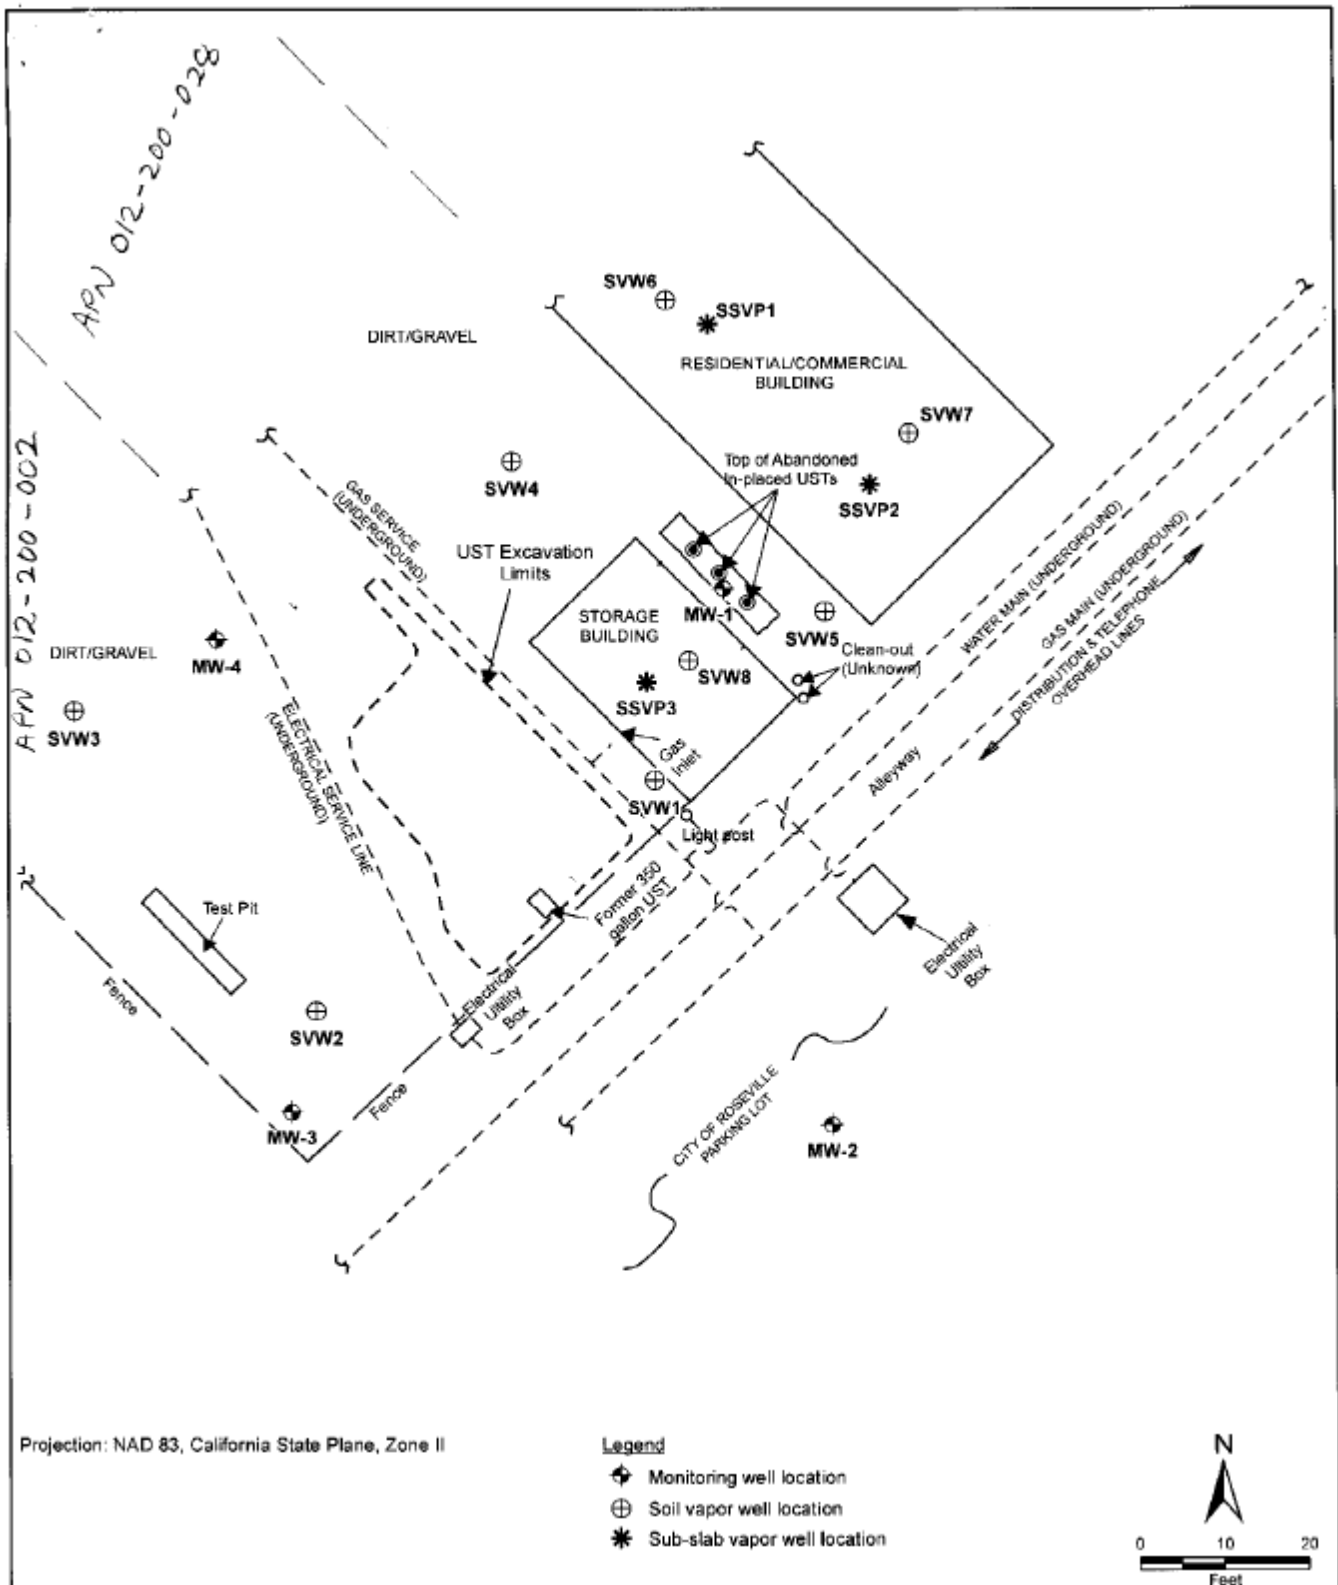 APN 012-200-028
SVW6
SSVP1
DIRT/GRAVEL
RESIDENTIAL/COMMERCIAL
BUILDING
SVW7
APN 012-200-002
Top of Abandoned
In-placed USTs
SVW4
SSVP2
GAS SERVICE
(UNDERGROUND)
UST Excavation
Limits
WATER MAIN (UNDERGROUND)
GAS MAIN (UNDERGROUND)
DISTRIBUTION & TELEPHONE
OVERHEAD LINES
MW-1
STORAGE
BUILDING
SVW5
DIRT/GRAVEL
MW-4
Clean-out
(Unknown)
SVW8
SSVP3
SVW3
ELECTRICAL SERVICE LINE
(UNDERGROUND)
Gas
Inlet
Alleyway
SVW1
Light post
Former 350
gallon UST
Test Pit
Electrical
Ultility
Box
Electrical
Ultility
Box
Fence
SVW2
Fence
MW-3
CITY OF ROSEVILLE
PARKING LOT
MW-2
Projection: NAD 83, California State Plane, Zone II
Legend
Monitoring well location
Soil vapor well location
Sub-slab vapor well location
N
0 10 20
Feet